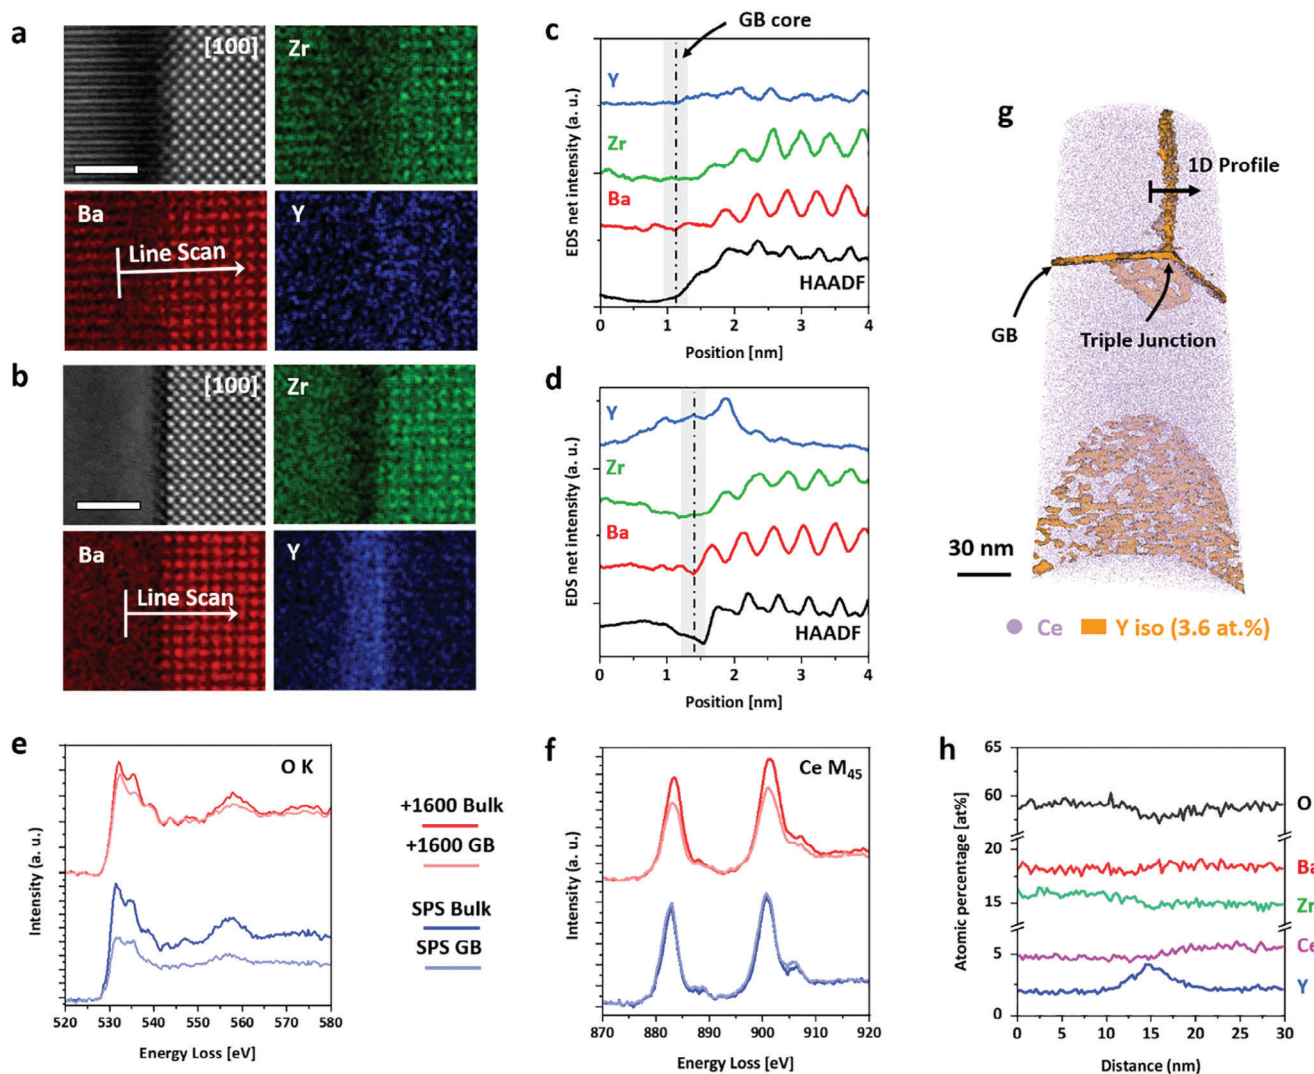 a
[100]
Zr
Ba
Line Scan
Y
b
[100]
Zr
Ba
Line Scan
Y
c
GB core
Y
Zr
Ba
HAADF
EDS net intensity (a. u.)
0 1 2 3 4
Position [nm]
d
Y
Zr
Ba
HAADF
EDS net intensity (a. u.)
0 1 2 3 4
Position [nm]
g
1D Profile
GB
Triple Junction
30 nm
Ce Y iso (3.6 at.%)
e
O K
Intensity (a. u.)
520 530 540 550 560 570 580
Energy Loss [eV]
+1600 Bulk
+1600 GB
SPS Bulk
SPS GB
f
Ce M45
Intensity (a. u.)
870 880 890 900 910 920
Energy Loss [eV]
h
Atomic percentage [at%]
65
60
20
15
5
0
O
Ba
Zr
Ce
Y
0 5 10 15 20 25 30
Distance (nm)